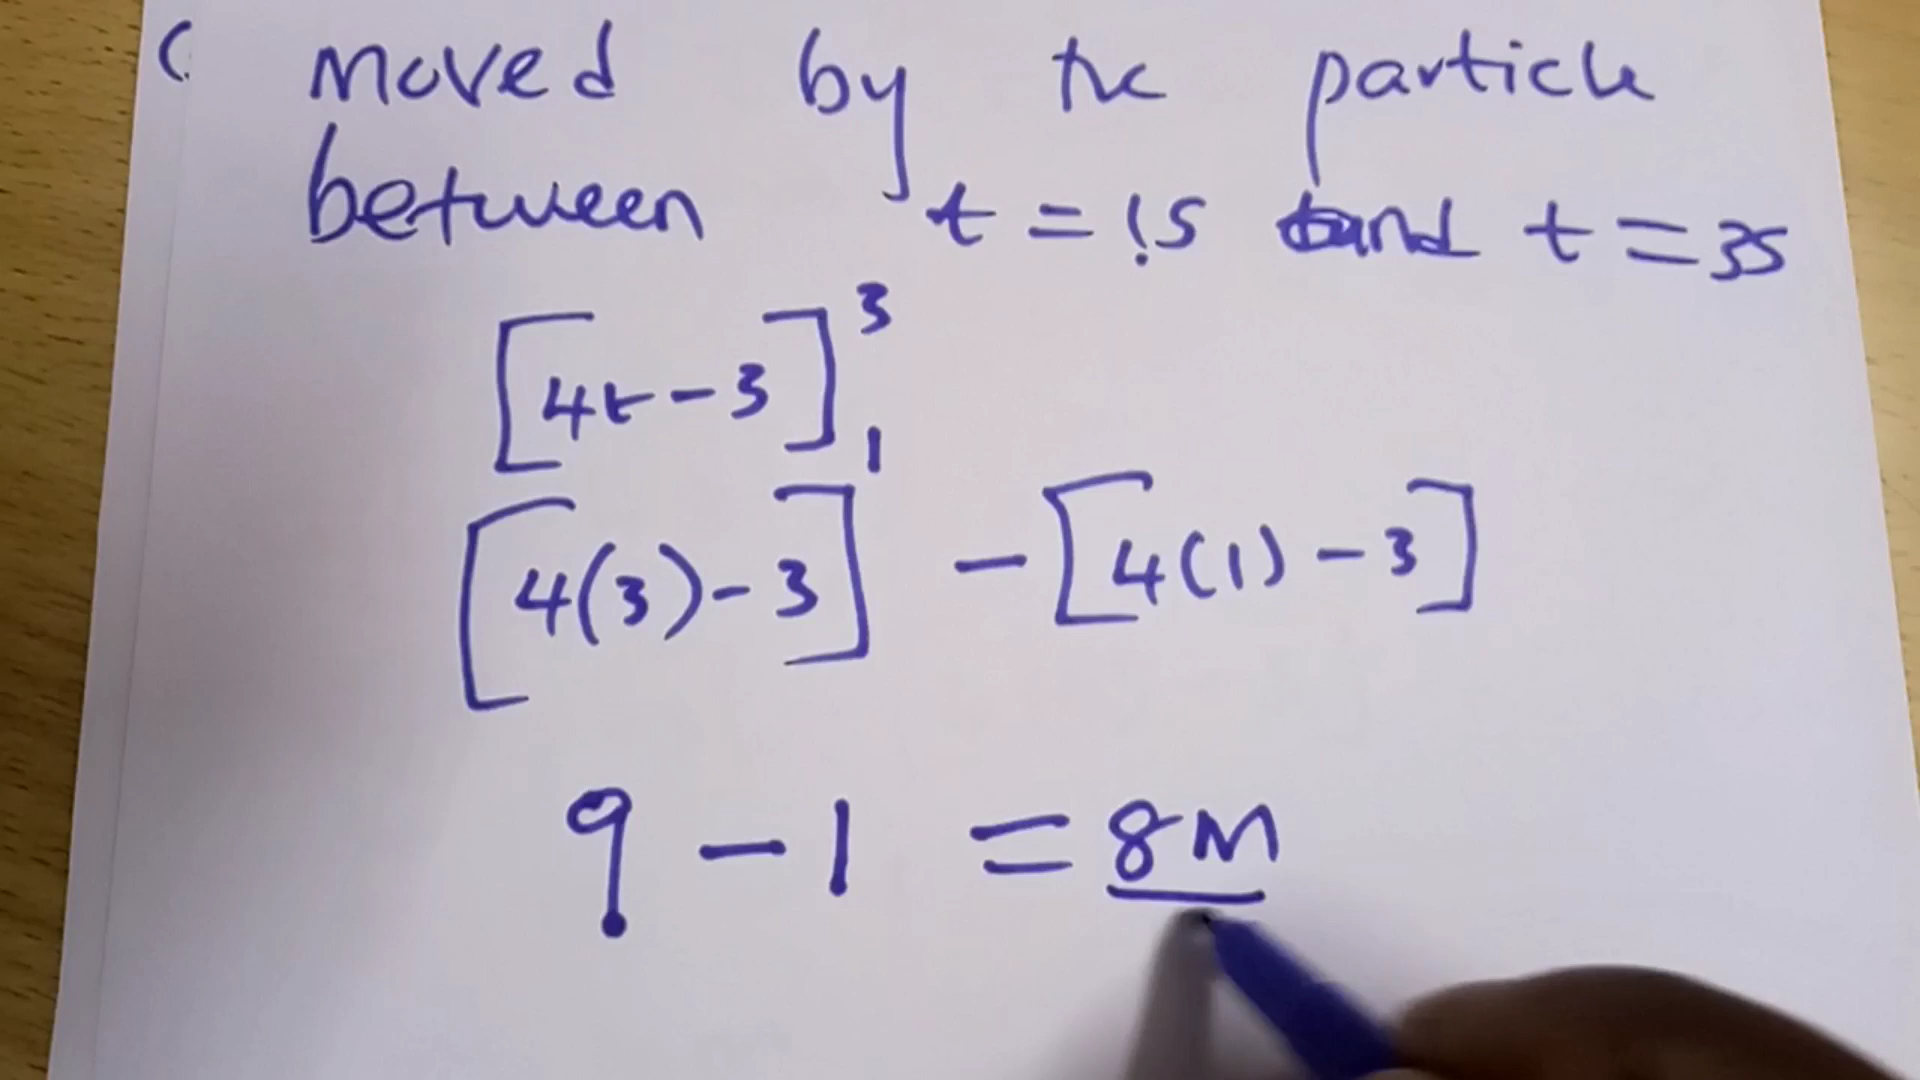 ( moved by the particle
between t = 1s and t = 3s
[4t - 3]³₁
[4(3) - 3] - [4(1) - 3]
9 - 1 = 8M